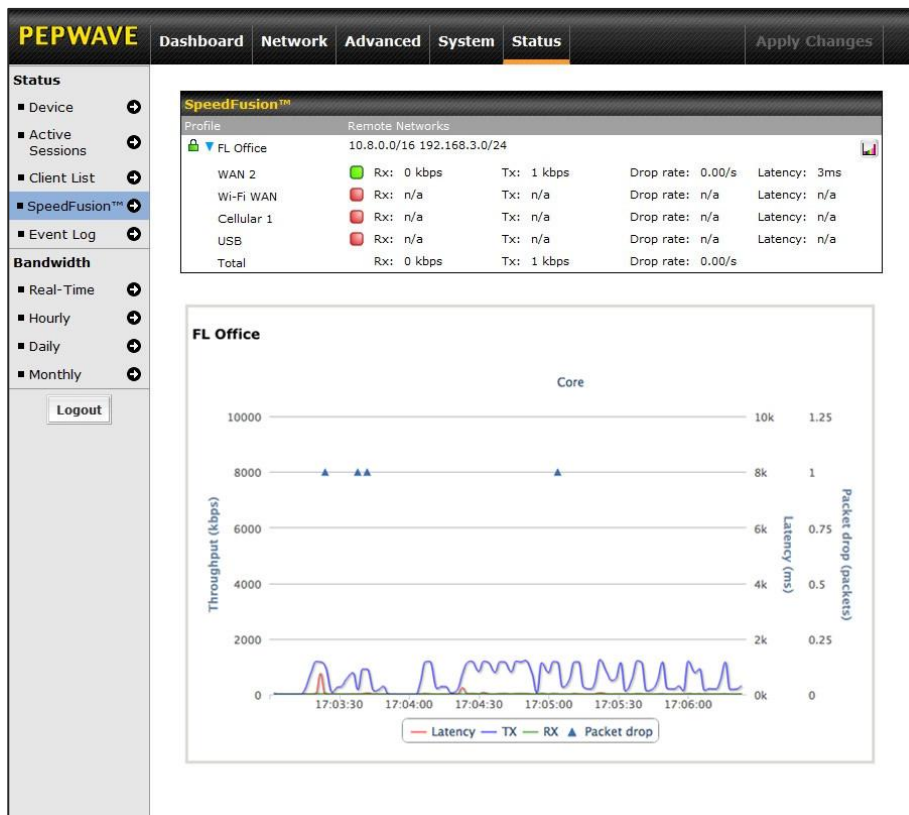 PEPWAVE
Dashboard Network Advanced System Status Apply Changes
Status
Device
Active Sessions
Client List
SpeedFusion™
Event Log
Bandwidth
Real-Time
Hourly
Daily
Monthly
Logout
SpeedFusion™
Profile Remote Networks
FL Office 10.8.0.0/16 192.168.3.0/24
WAN 2 Rx: 0 kbps Tx: 1 kbps Drop rate: 0.00/s Latency: 3ms
Wi-Fi WAN Rx: n/a Tx: n/a Drop rate: n/a Latency: n/a
Cellular 1 Rx: n/a Tx: n/a Drop rate: n/a Latency: n/a
USB Rx: n/a Tx: n/a Drop rate: n/a Latency: n/a
Total Rx: 0 kbps Tx: 1 kbps Drop rate: 0.00/s
FL Office
Core
10000 10k 1.25
8000 8k 1
6000 6k 0.75
4000 4k 0.5
2000 2k 0.25
0 0k 0
Throughput (kbps)
Latency (ms)
Packet drop (packets)
17:03:30 17:04:00 17:04:30 17:05:00 17:05:30 17:06:00
Latency TX RX Packet drop